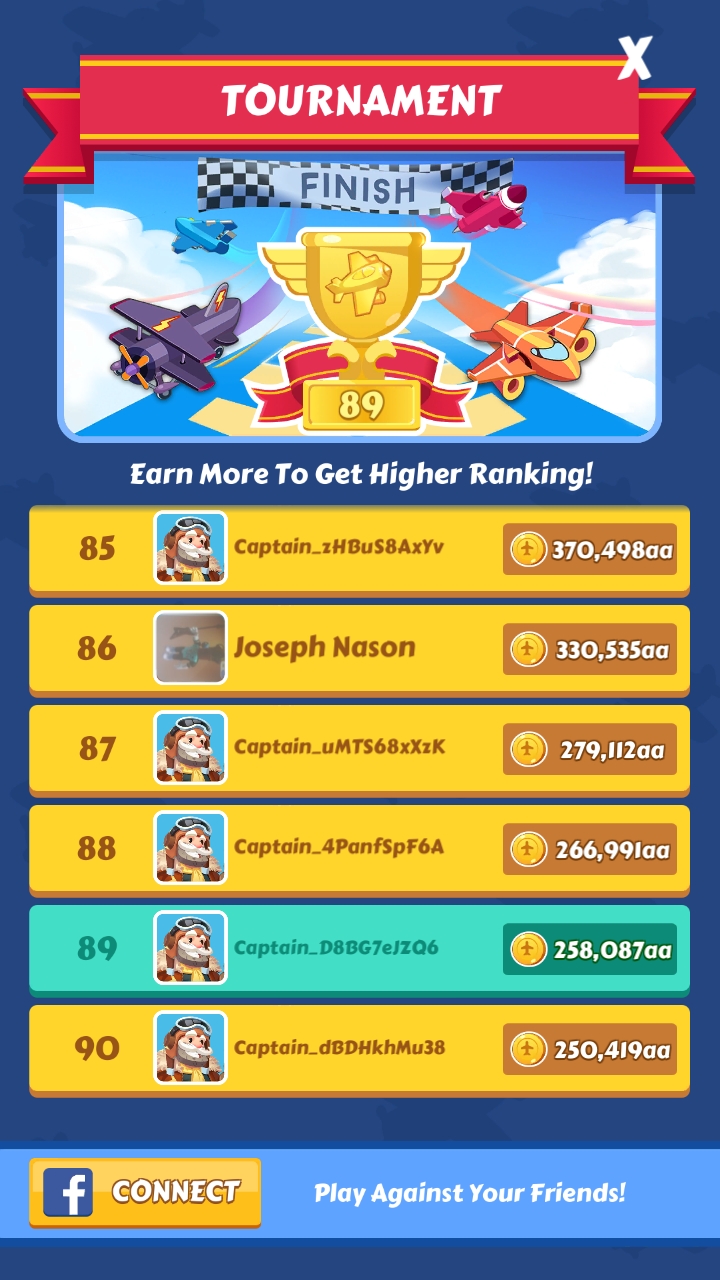 X
TOURNAMENT
FINISH
89
Earn More To Get Higher Ranking!
85 Captain_zHBuS8AxYv 370,498aa
86 Joseph Nason 330,535aa
87 Captain_uMTS68xXzK 279,112aa
88 Captain_4PanfSpF6A 266,991aa
89 Captain_D8BG7eJZQ6 258,087aa
90 Captain_dBDHkhMu38 250,419aa
f CONNECT Play Against Your Friends!